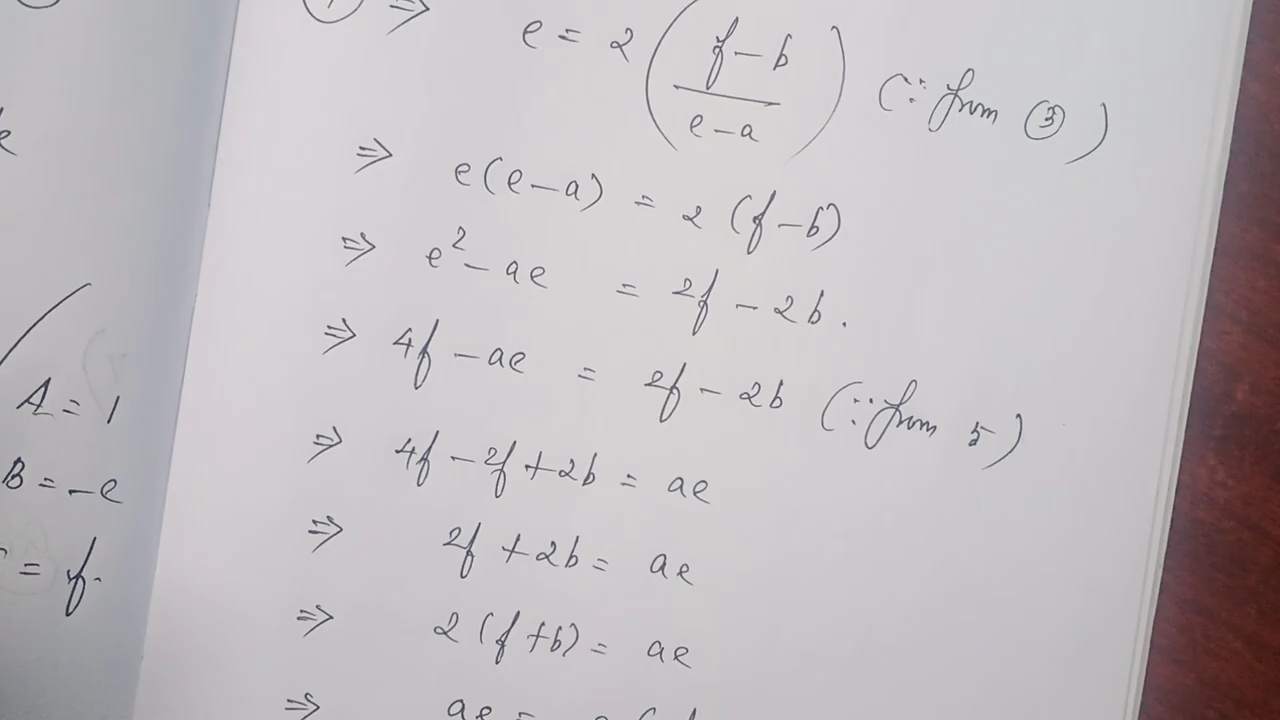 A = 1
B = -e
= f.
⇒ e = 2 ( (f - b) / (e - a) ) (∵ from ③)
⇒ e(e-a) = 2 (f-b)
⇒ e² - ae = 2f - 2b.
⇒ 4f - ae = 2f - 2b (∵ from 5)
⇒ 4f - 2f + 2b = ae
⇒ 2f + 2b = ae
⇒ 2(f+b) = ae
⇒ ae =